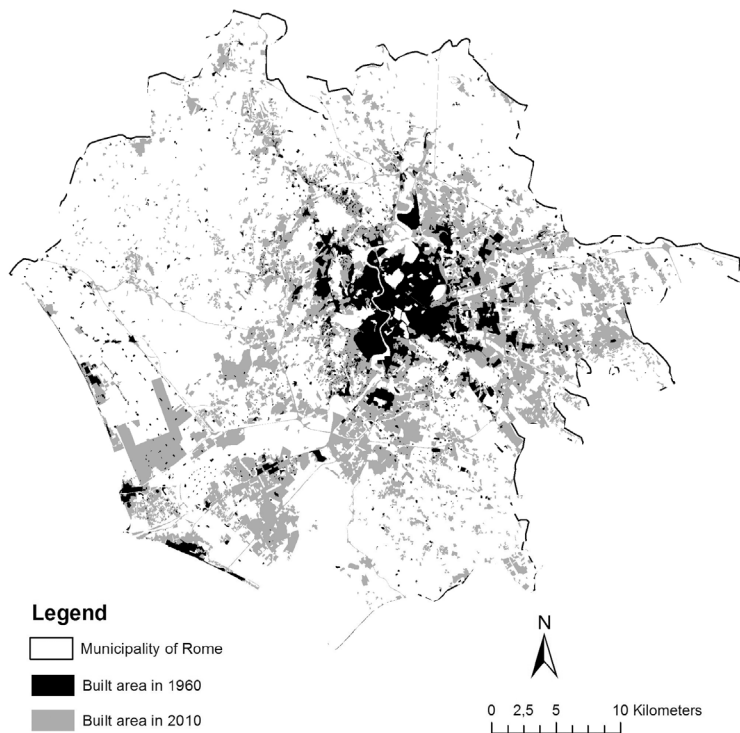 Legend
Municipality of Rome
Built area in 1960
Built area in 2010
N
0 2,5 5 10 Kilometers